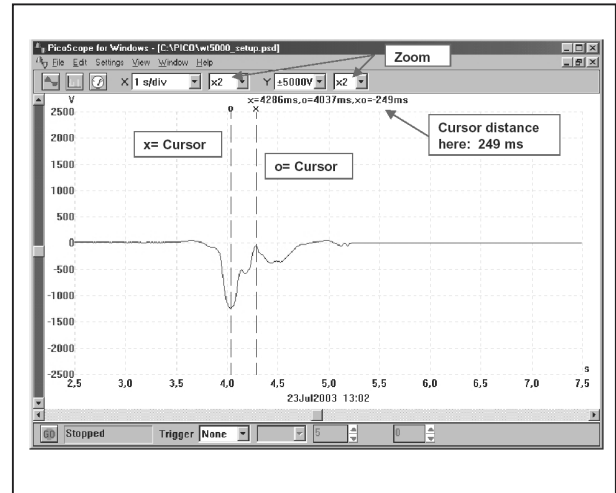 PicoScope for Windows - [C:\PICO\wt5000_setup.psd]
File Edit Settings View Window Help
Zoom
X 1 s/div x2 Y ±5000V x2
V
x=4286ms,o=4037ms,xo=-249ms
o x
2500
2000
1500
1000
500
0
-500
-1000
-1500
-2000
-2500
x= Cursor
o= Cursor
Cursor distance
here: 249 ms
s
2,5 3,0 3,5 4,0 4,5 5,0 5,5 6,0 6,5 7,0 7,5
23Jul2003 13:02
GO Stopped Trigger None 5 0